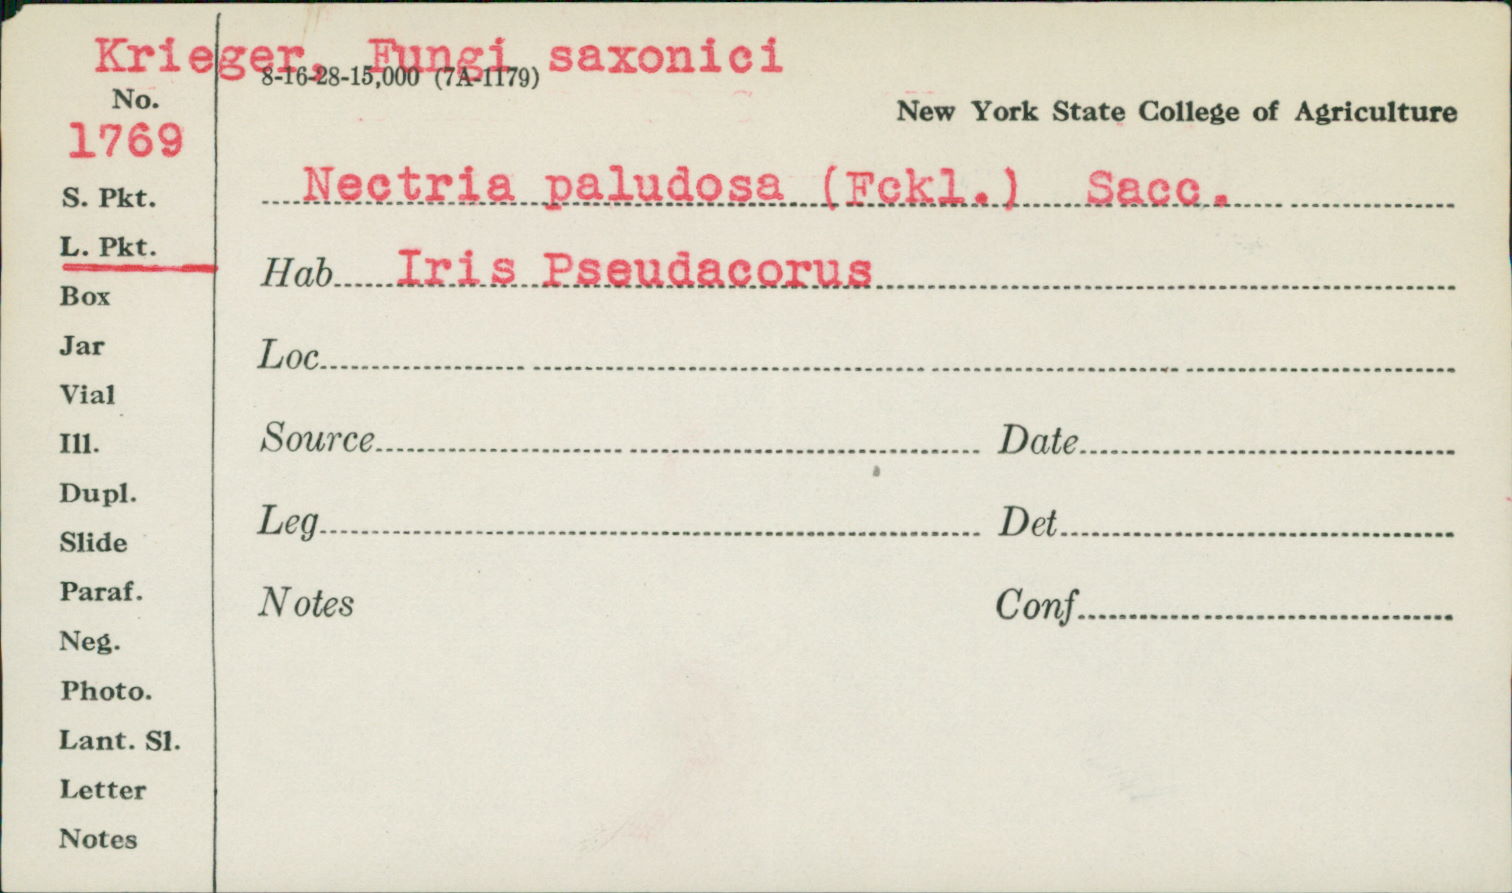 Krieger, Fungi saxonici
8-16-28-15,000 (7A-1179)
No.
New York State College of Agriculture
1769
Nectria paludosa (Fckl.) Sacc.
S. Pkt.
L. Pkt.
Hab. Iris Pseudacorus
Box
Jar
Loc.
Vial
Ill.
Source Date
Dupl.
Slide
Leg. Det.
Paraf.
Notes Conf.
Neg.
Photo.
Lant. Sl.
Letter
Notes